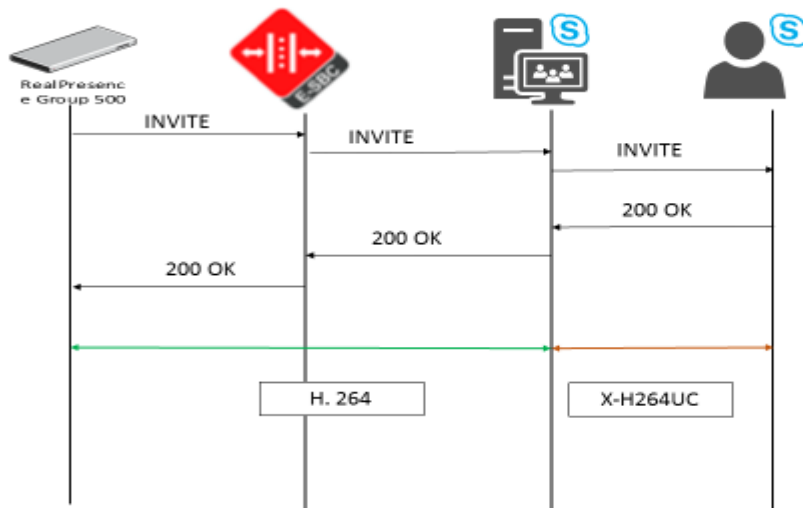 RealPresenc
e Group 500
E-SBC
S
S
INVITE
INVITE
INVITE
200 OK
200 OK
200 OK
H. 264
X-H264UC